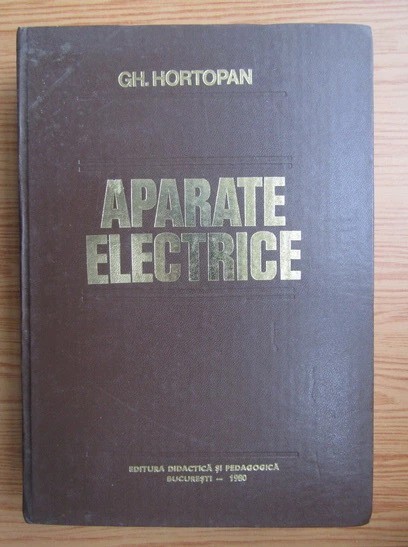 GH. HORTOPAN
APARATE
ELECTRICE
EDITURA DIDACTICĂ ŞI PEDAGOGICĂ
BUCUREŞTI — 1980